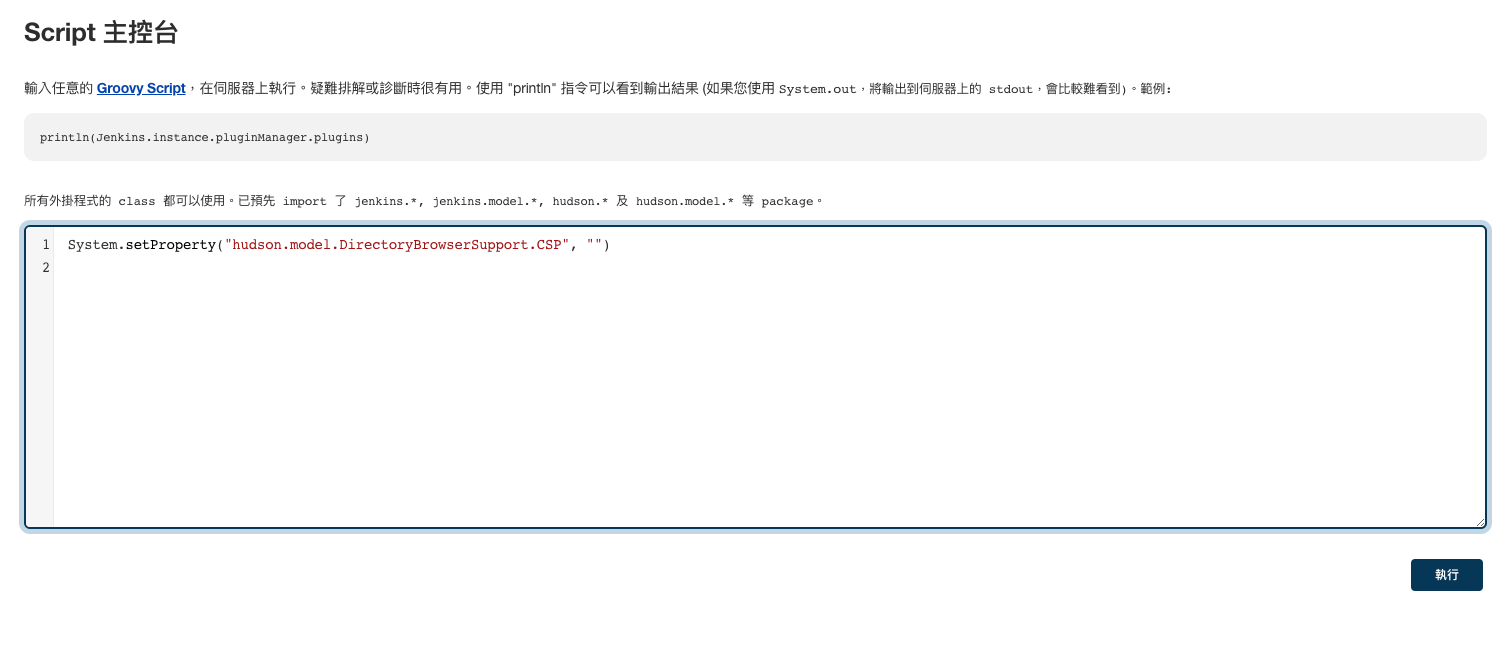 Script 主控台
輸入任意的 Groovy Script，在伺服器上執行。疑難排解或診斷時很有用。使用 "println" 指令可以看到輸出結果 (如果您使用 System.out，將輸出到伺服器上的 stdout，會比較難看到)。範例:
println(Jenkins.instance.pluginManager.plugins)
所有外掛程式的 class 都可以使用。已預先 import 了 jenkins.*, jenkins.model.*, hudson.* 及 hudson.model.* 等 package。
1 System.setProperty("hudson.model.DirectoryBrowserSupport.CSP", "")
2
執行